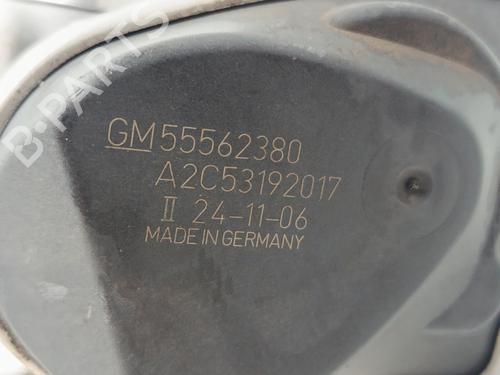 B-PARTS
GM 55562380
A2C53192017
II 24-11-06
MADE IN GERMANY